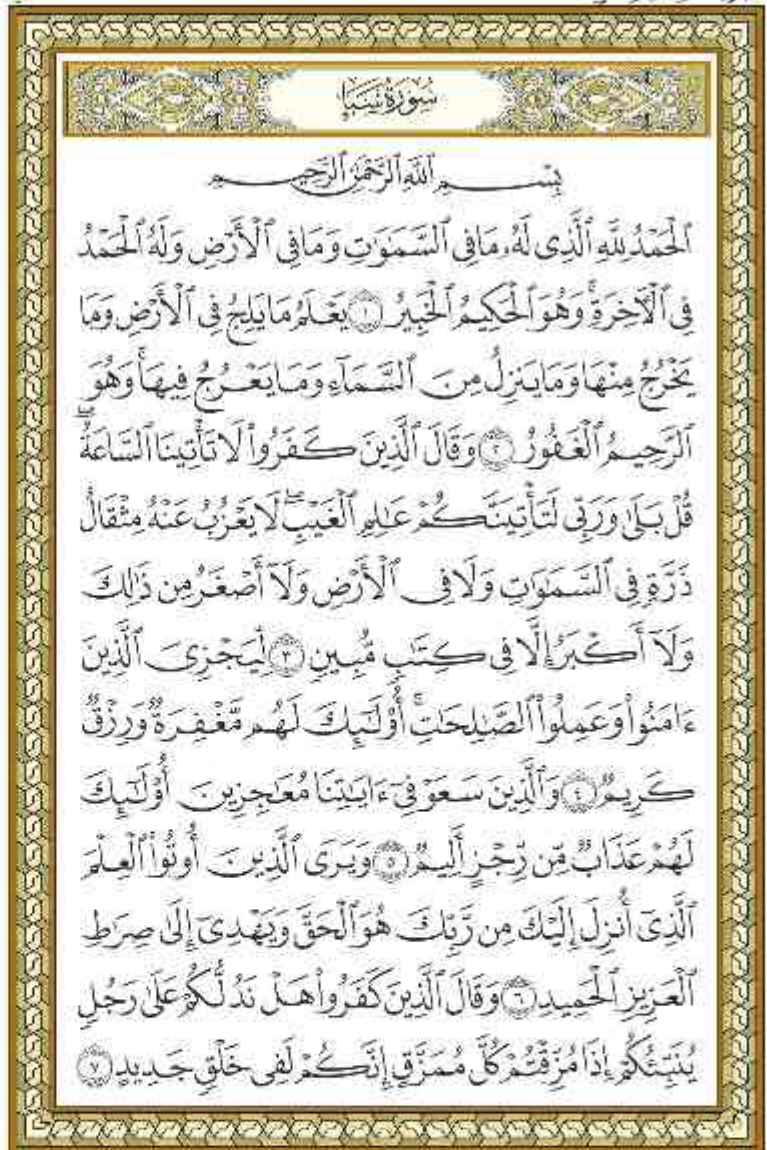 سُورَةُ سَبَإٍ
بِسْمِ ٱللَّهِ ٱلرَّحْمَٰنِ ٱلرَّحِيمِ
ٱلْحَمْدُ لِلَّهِ ٱلَّذِى لَهُۥ مَا فِى ٱلسَّمَٰوَٰتِ وَمَا فِى ٱلْأَرْضِ وَلَهُ ٱلْحَمْدُ
فِى ٱلْءَاخِرَةِ ۚ وَهُوَ ٱلْحَكِيمُ ٱلْخَبِيرُ ١ يَعْلَمُ مَا يَلِجُ فِى ٱلْأَرْضِ وَمَا
يَخْرُجُ مِنْهَا وَمَا يَنزِلُ مِنَ ٱلسَّمَآءِ وَمَا يَعْرُجُ فِيهَا ۚ وَهُوَ
ٱلرَّحِيمُ ٱلْغَفُورُ ٢ وَقَالَ ٱلَّذِينَ كَفَرُوا۟ لَا تَأْتِينَا ٱلسَّاعَةُ ۖ
قُلْ بَلَىٰ وَرَبِّى لَتَأْتِيَنَّكُمْ عَٰلِمِ ٱلْغَيْبِ ۖ لَا يَعْزُبُ عَنْهُ مِثْقَالُ
ذَرَّةٍ فِى ٱلسَّمَٰوَٰتِ وَلَا فِى ٱلْأَرْضِ وَلَآ أَصْغَرُ مِن ذَٰلِكَ
وَلَآ أَكْبَرُ إِلَّا فِى كِتَٰبٍ مُّبِينٍ ٣ لِّيَجْزِىَ ٱلَّذِينَ
ءَامَنُوا۟ وَعَمِلُوا۟ ٱلصَّٰلِحَٰتِ ۚ أُو۟لَٰٓئِكَ لَهُم مَّغْفِرَةٌ وَرِزْقٌ
كَرِيمٌ ٤ وَٱلَّذِينَ سَعَوْ فِىٓ ءَايَٰتِنَا مُعَٰجِزِينَ أُو۟لَٰٓئِكَ
لَهُمْ عَذَابٌ مِّن رِّجْزٍ أَلِيمٌ ٥ وَيَرَى ٱلَّذِينَ أُوتُوا۟ ٱلْعِلْمَ
ٱلَّذِىٓ أُنزِلَ إِلَيْكَ مِن رَّبِّكَ هُوَ ٱلْحَقَّ وَيَهْدِىٓ إِلَىٰ صِرَٰطِ
ٱلْعَزِيزِ ٱلْحَمِيدِ ٦ وَقَالَ ٱلَّذِينَ كَفَرُوا۟ هَلْ نَدُلُّكُمْ عَلَىٰ رَجُلٍ
يُنَبِّئُكُمْ إِذَا مُزِّقْتُمْ كُلَّ مُمَزَّقٍ إِنَّكُمْ لَفِى خَلْقٍ جَدِيدٍ ٧